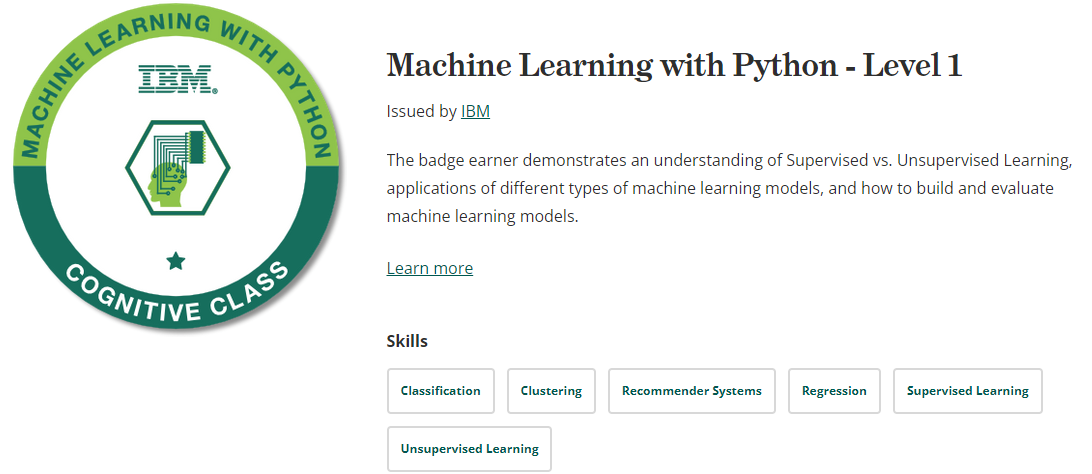 MACHINE LEARNING WITH PYTHON
IBM®
COGNITIVE CLASS
Machine Learning with Python - Level 1
Issued by IBM
The badge earner demonstrates an understanding of Supervised vs. Unsupervised Learning,
applications of different types of machine learning models, and how to build and evaluate
machine learning models.
Learn more
Skills
Classification
Clustering
Recommender Systems
Regression
Supervised Learning
Unsupervised Learning